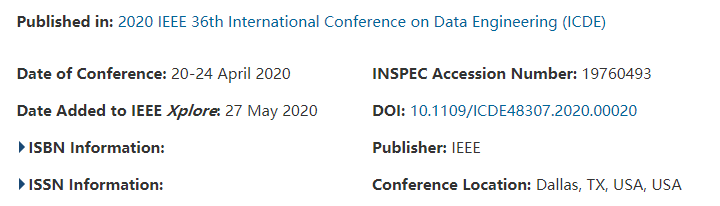 Published in: 2020 IEEE 36th International Conference on Data Engineering (ICDE)
Date of Conference: 20-24 April 2020
INSPEC Accession Number: 19760493
Date Added to IEEE Xplore: 27 May 2020
DOI: 10.1109/ICDE48307.2020.00020
ISBN Information:
Publisher: IEEE
ISSN Information:
Conference Location: Dallas, TX, USA, USA